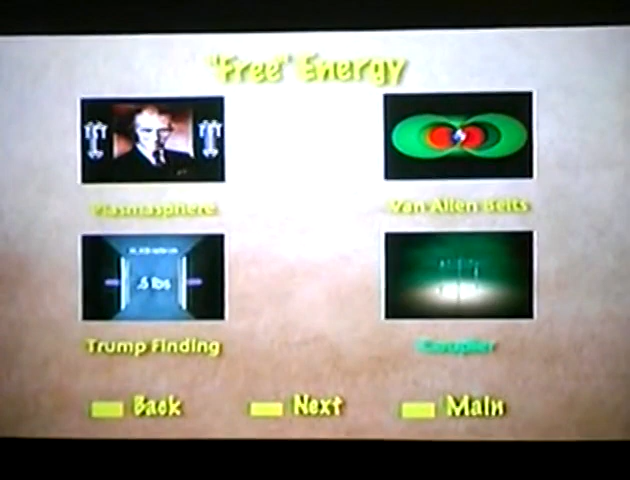 "Free" Energy
Plasmasphere
Van Allen Belts
.5 lbs
Trump Finding
Coupler
Back
Next
Main